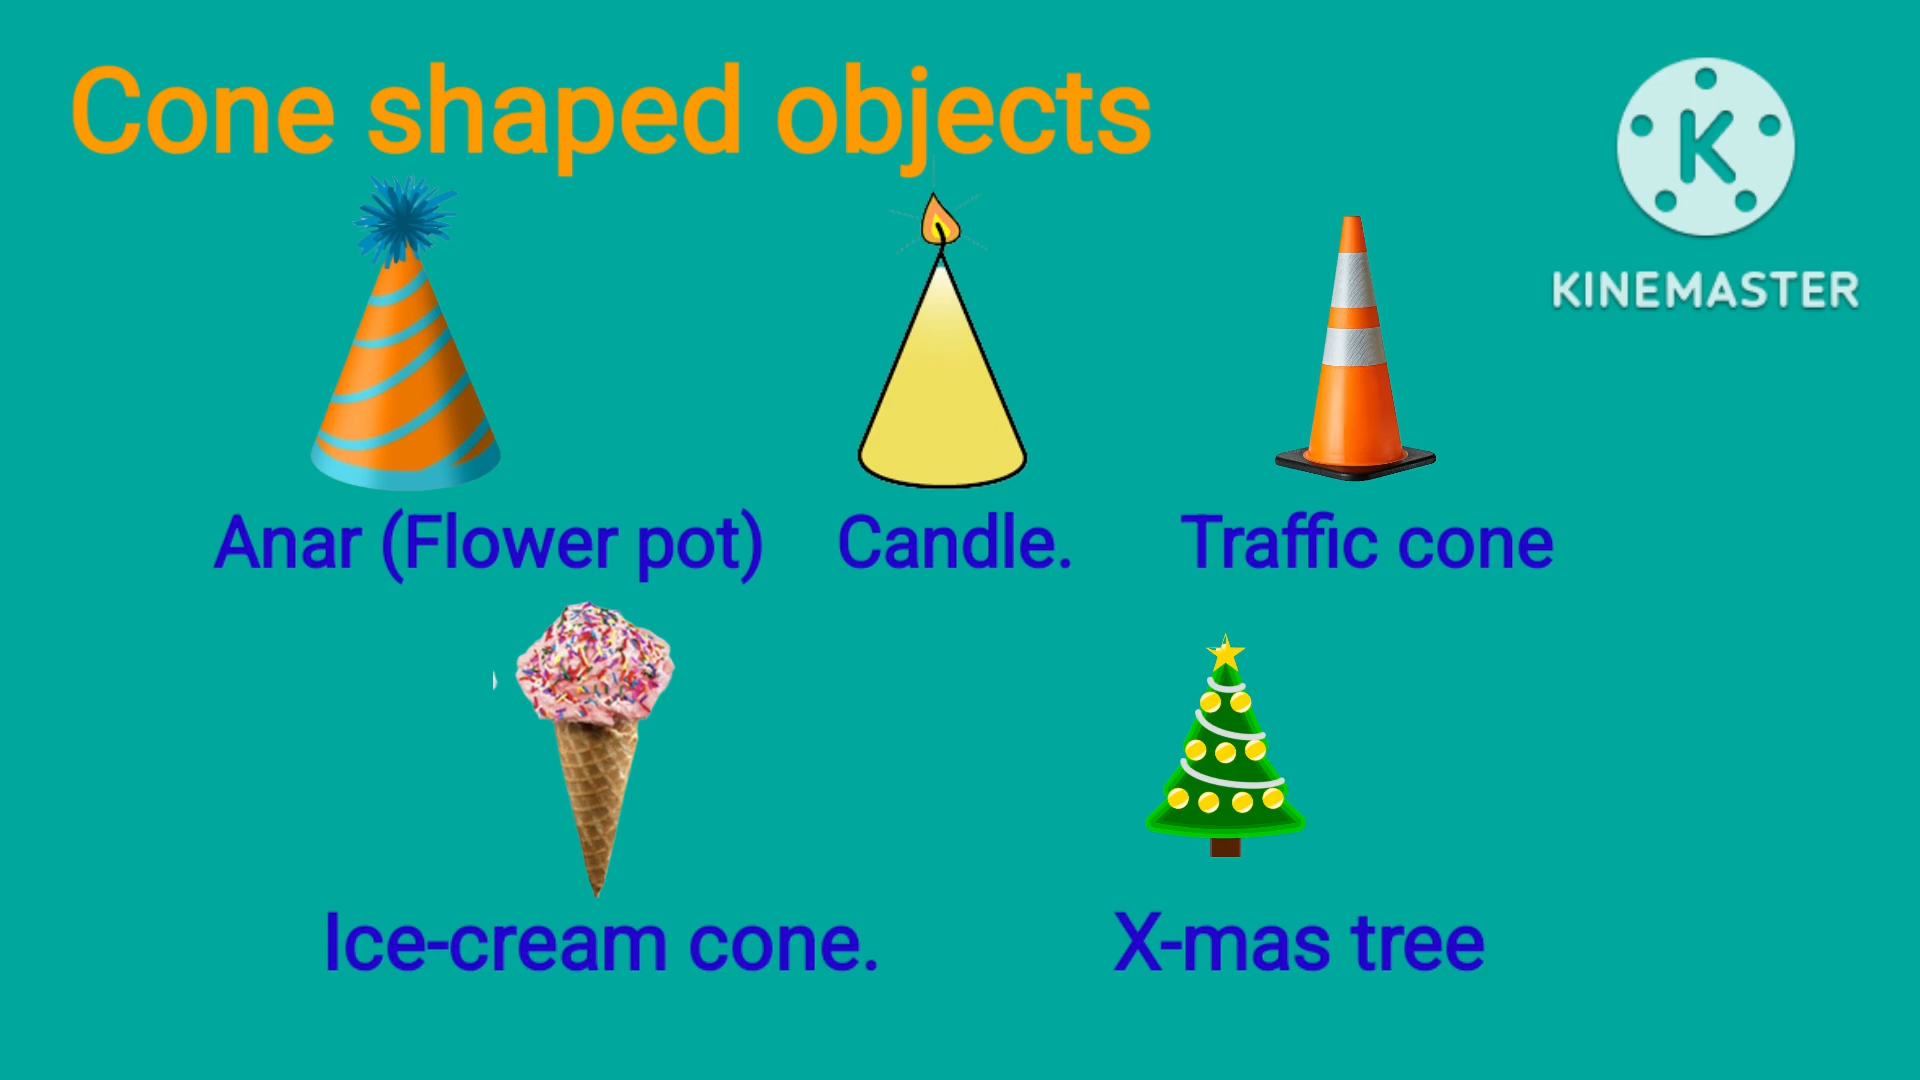 Cone shaped objects
K
KINEMASTER
Anar (Flower pot) Candle. Traffic cone
Ice-cream cone. X-mas tree